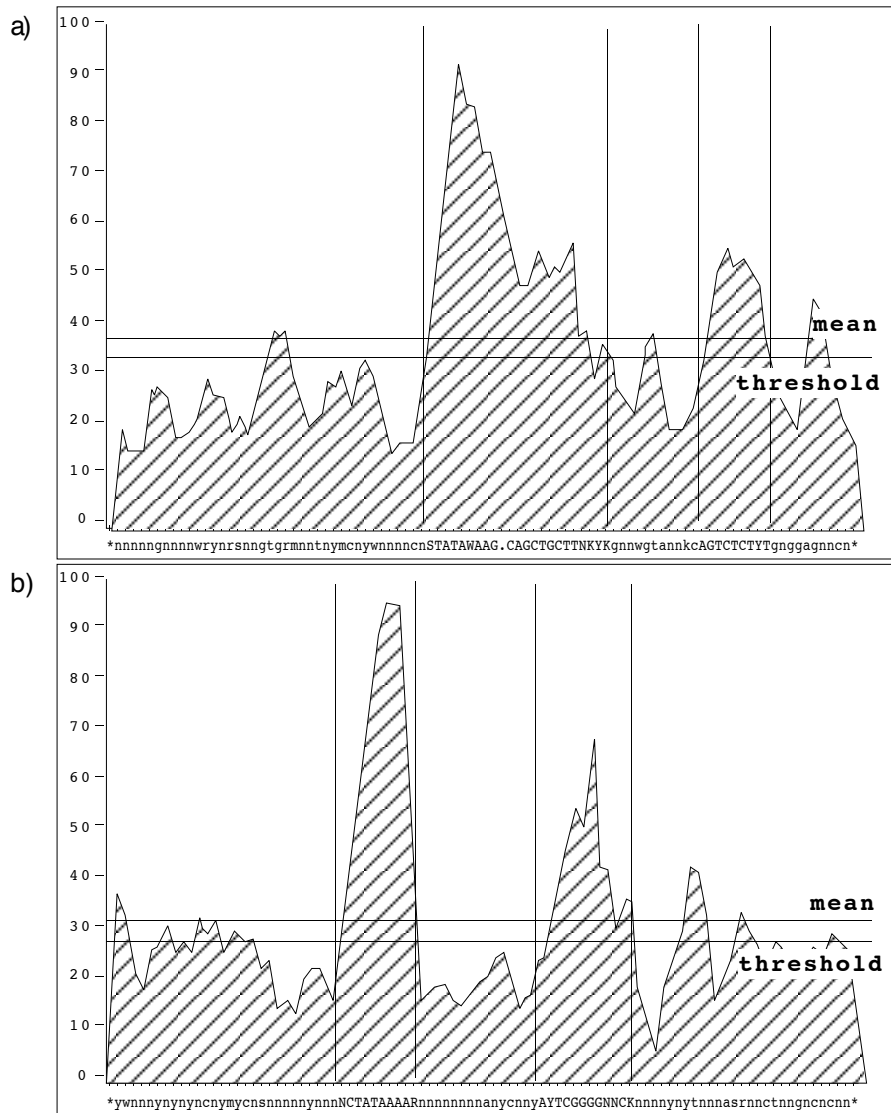 a)
100
90
80
70
60
50
40
mean
30
threshold
20
10
0
*nnnnngnnnnwrynrsnngtgrmnntnymcnywnnnncnSTATAWAAG.CAGCTGCTTNKYKgnnwgtannkcAGTCTCTYTgnggagnncn*
b)
100
90
80
70
60
50
40
mean
30
threshold
20
10
0
*ywnnnynynyncnymycnsnnnnnynnnNCTATAAAARnnnnnnnnanycnnyAYTCGGGGNNCKnnnnynytnnnasrnnctnngncncnn*